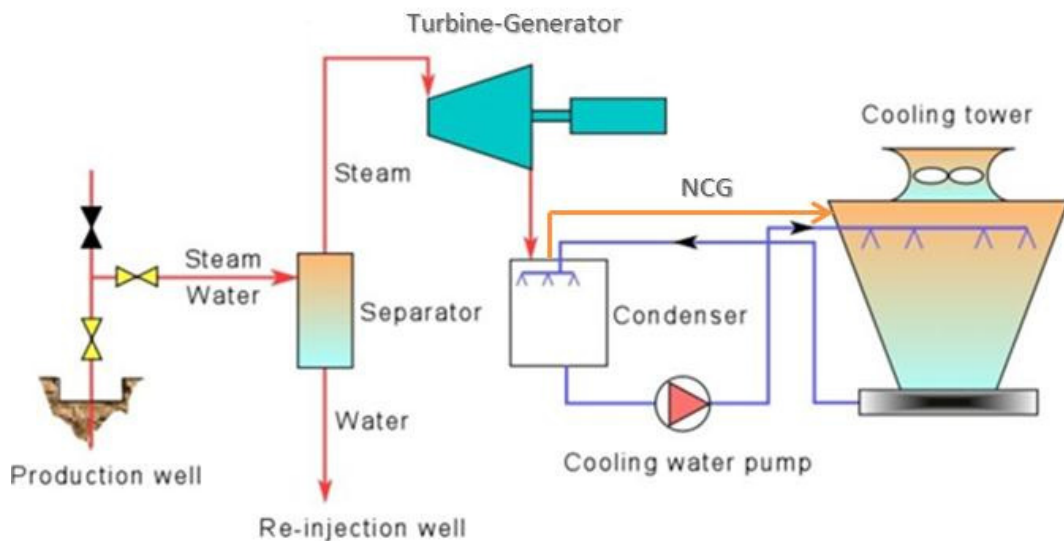 Turbine-Generator
Cooling tower
Steam
NCG
Steam
Water
Separator
Condenser
Water
Production well
Cooling water pump
Re-injection well